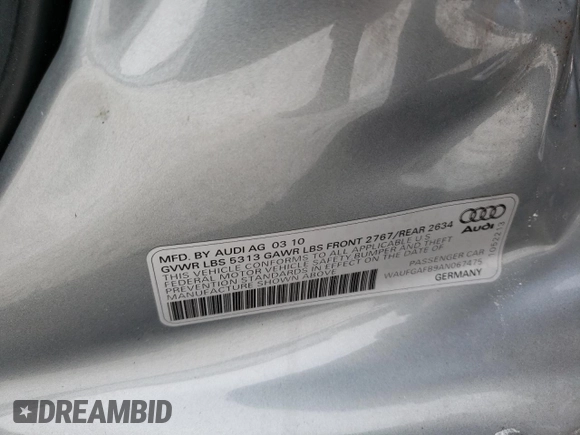 MFD. BY AUDI AG 03 10
GVWR LBS 5313 GAWR LBS FRONT 2767/REAR 2634
THIS VEHICLE CONFORMS TO ALL APPLICABLE U.S.
FEDERAL MOTOR VEHICLE SAFETY BUMPER AND THEFT
PREVENTION STANDARDS IN EFFECT ON THE DATE OF
MANUFACTURE SHOWN ABOVE
Audi
PASSENGER CAR
WAUFGAFB9AN067475
GERMANY
DREAMBID